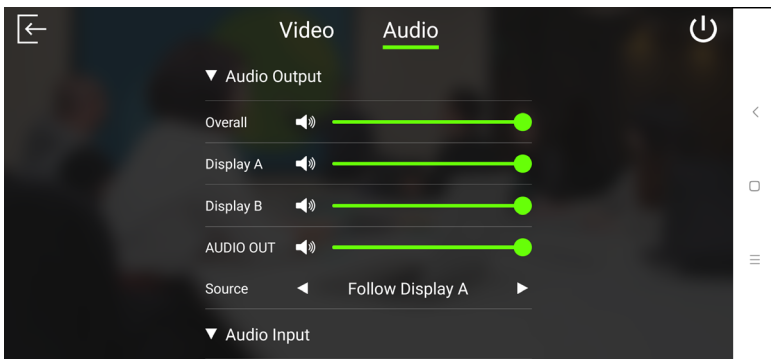 Video Audio
Audio Output
Overall
Display A
Display B
AUDIO OUT
Source Follow Display A
Audio Input